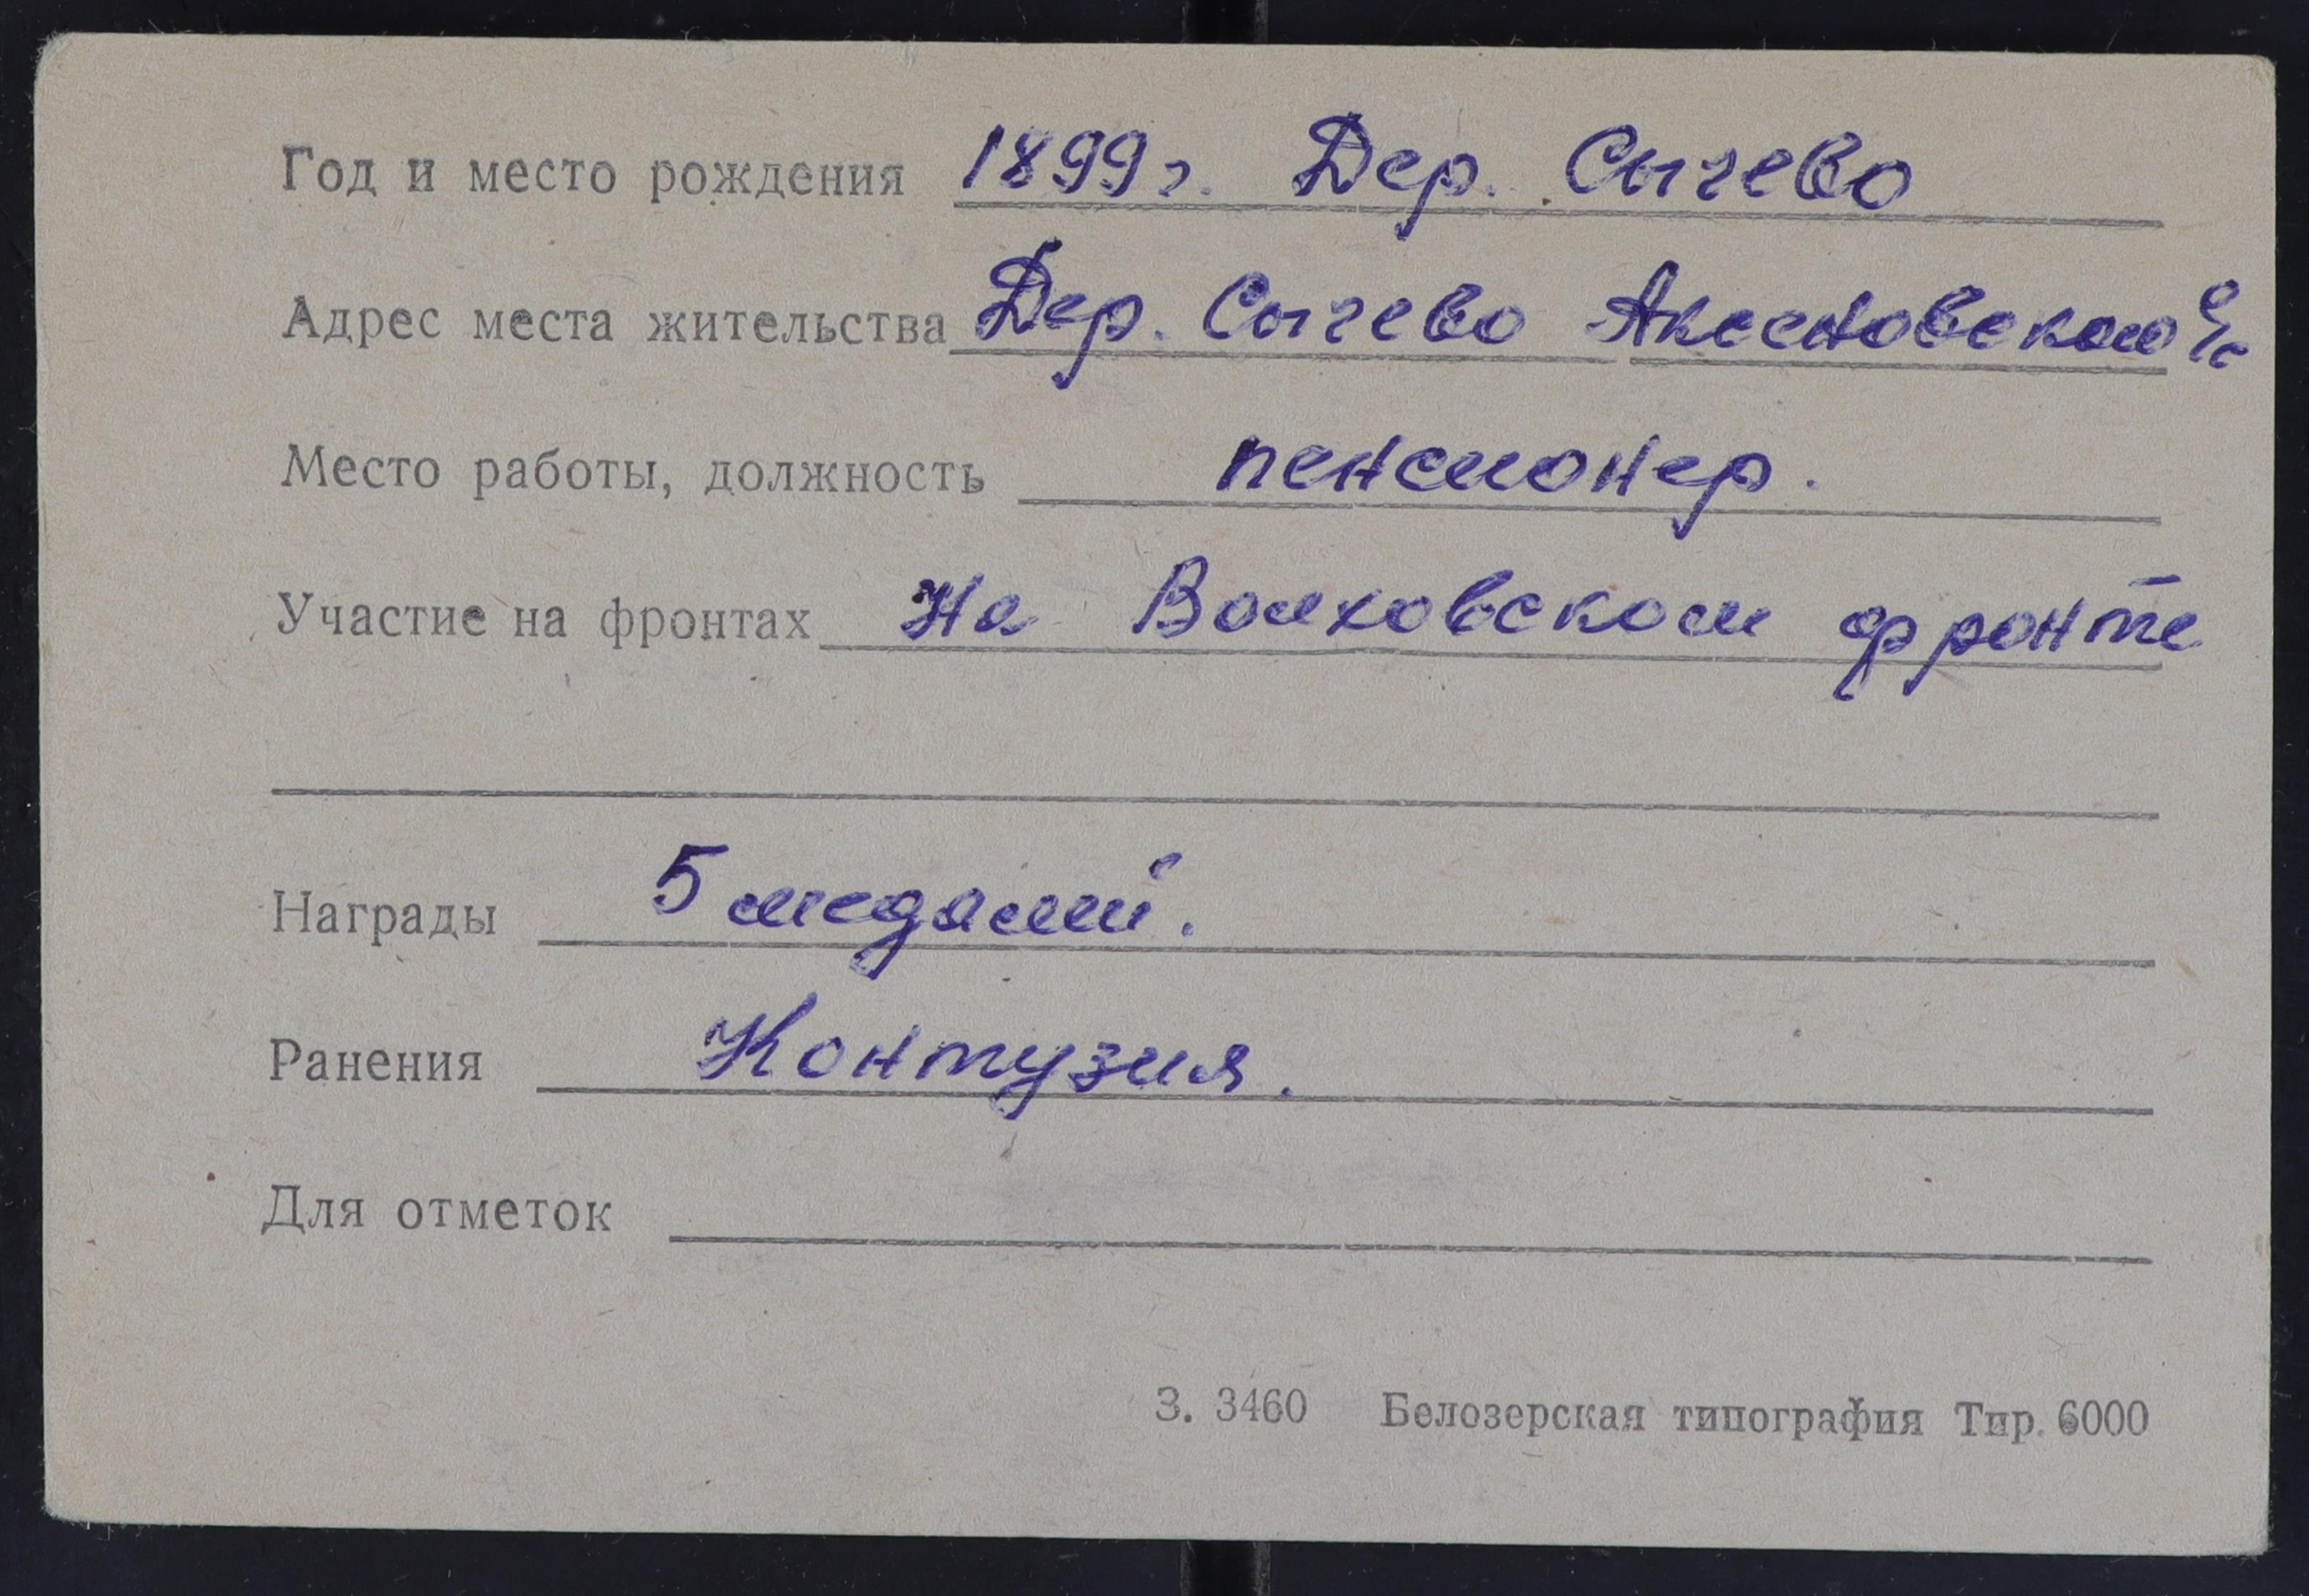 Год и место рождения 1899 г. Дер. Сычево
Адрес места жительства Дер. Сычево Аксеновского с/с
Место работы, должность пенсионер.
Участие на фронтах На Волховском фронте
Награды 5 медалей.
Ранения Контузия.
Для отметок
З. 3460 Белозерская типография Тир. 6000